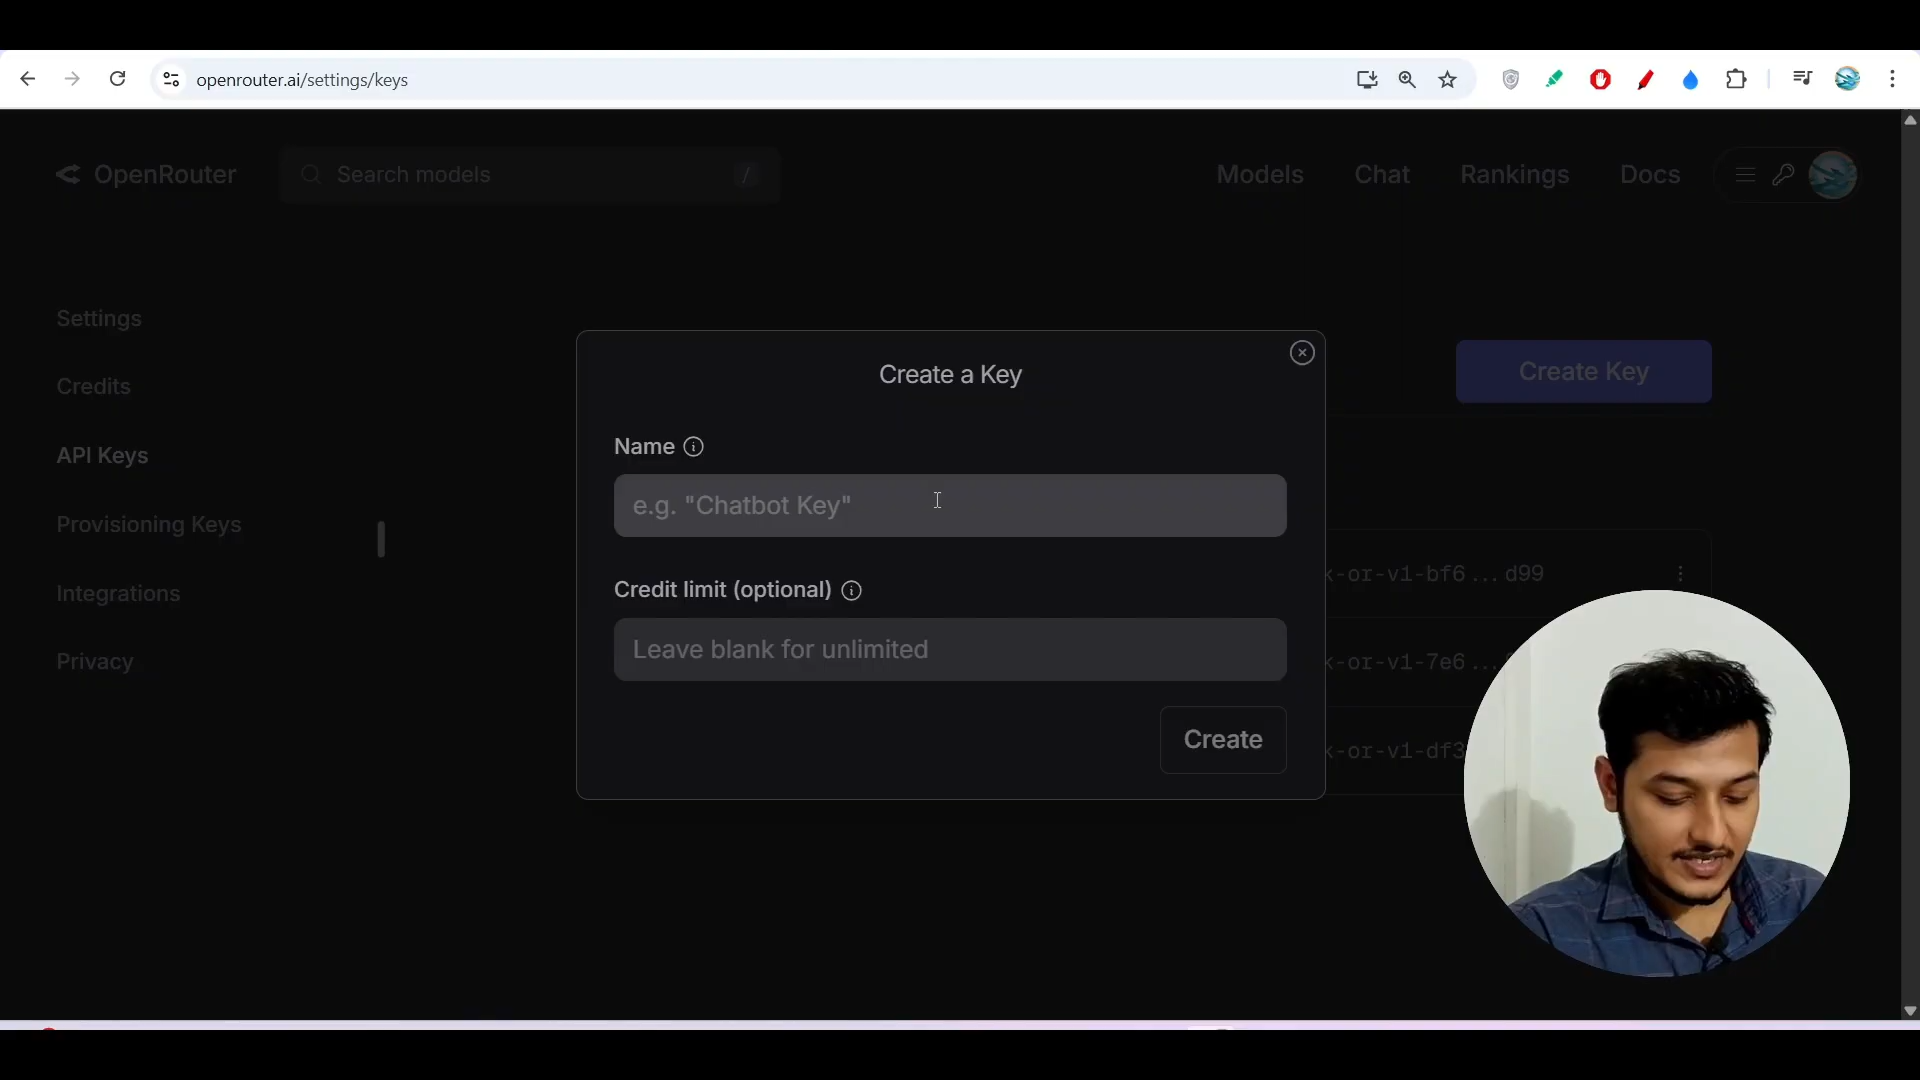 openrouter.ai/settings/keys
OpenRouter
Search models
/
Models
Chat
Rankings
Docs
Settings
Credits
API Keys
Provisioning Keys
Integrations
Privacy
Create Key
Create a Key
Name
e.g. "Chatbot Key"
Credit limit (optional)
Leave blank for unlimited
Create
-or-v1-bf6...d99
-or-v1-7e6...
-or-v1-df3